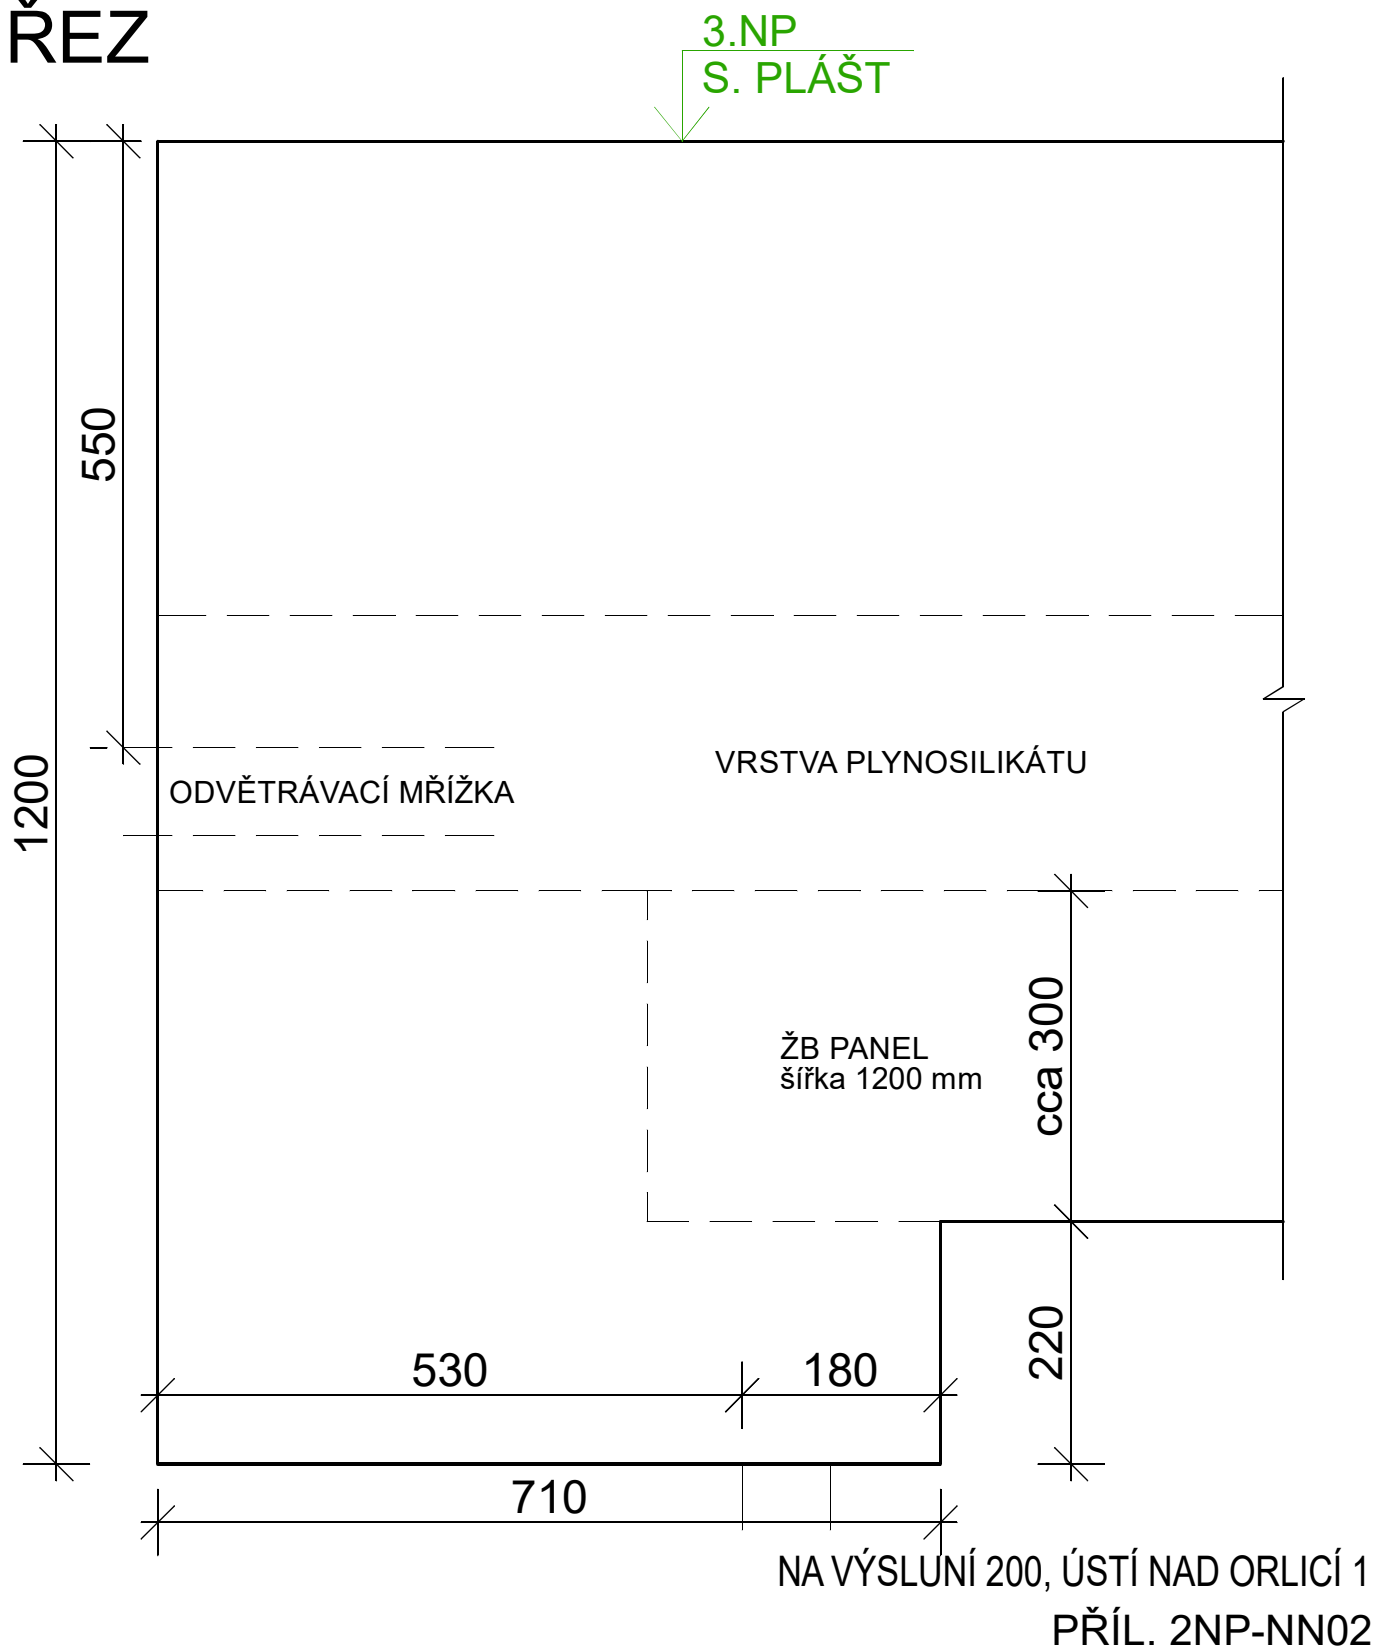 ŘEZ
3.NP
S. PLÁŠT
550
1200
ODVĚTRÁVACÍ MŘÍŽKA
VRSTVA PLYNOSILIKÁTU
ŽB PANEL
šířka 1200 mm
cca 300
220
530
180
710
NA VÝSLUNÍ 200, ÚSTÍ NAD ORLICÍ 1
PŘÍL. 2NP-NN02